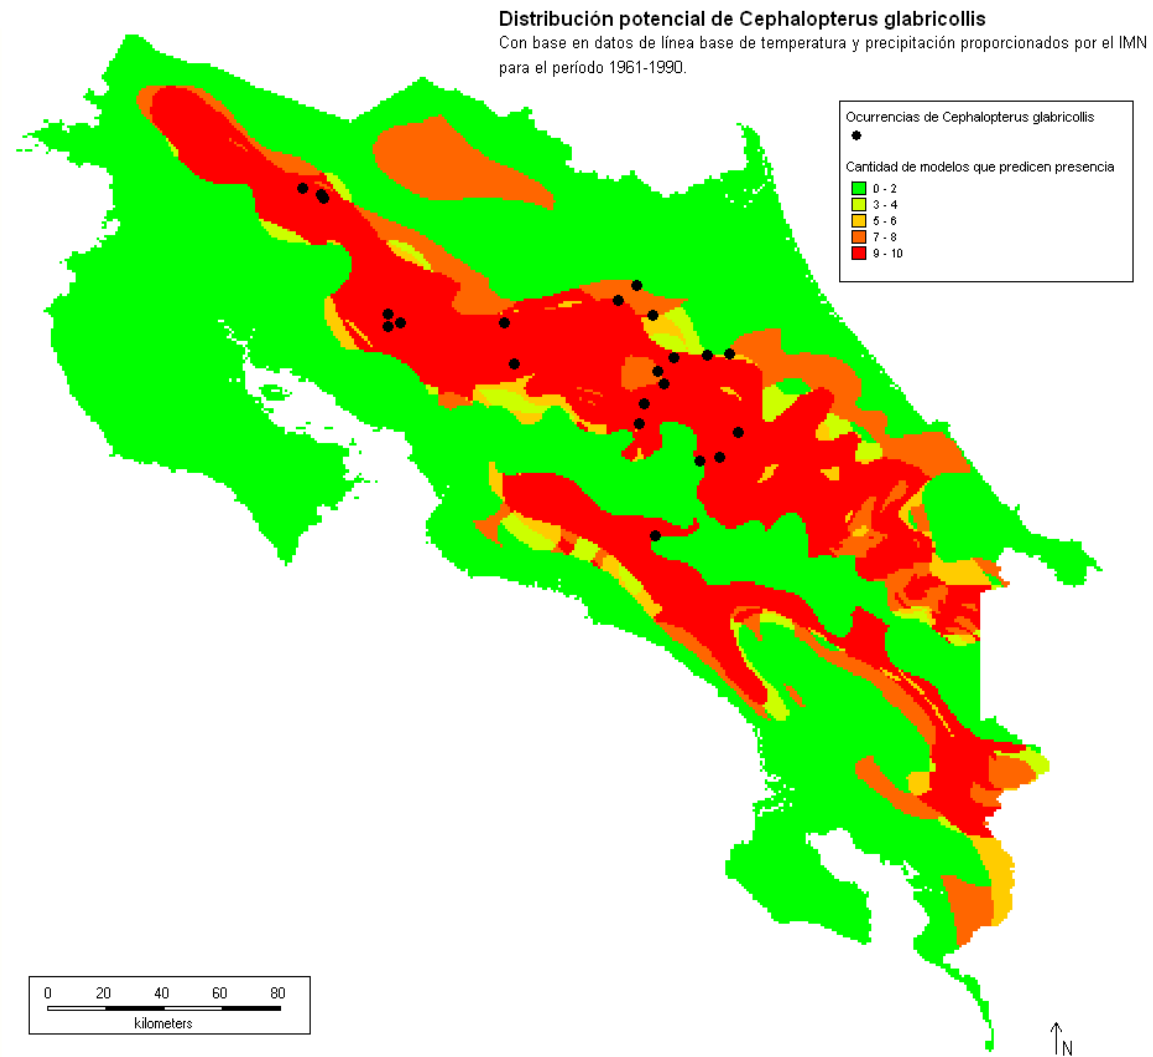 Distribución potencial de Cephalopterus glabricollis
Con base en datos de línea base de temperatura y precipitación proporcionados por el IMN
para el período 1961-1990.
Ocurrencias de Cephalopterus glabricollis
Cantidad de modelos que predicen presencia
0 - 2
3 - 4
5 - 6
7 - 8
9 - 10
0 20 40 60 80
kilometers
N